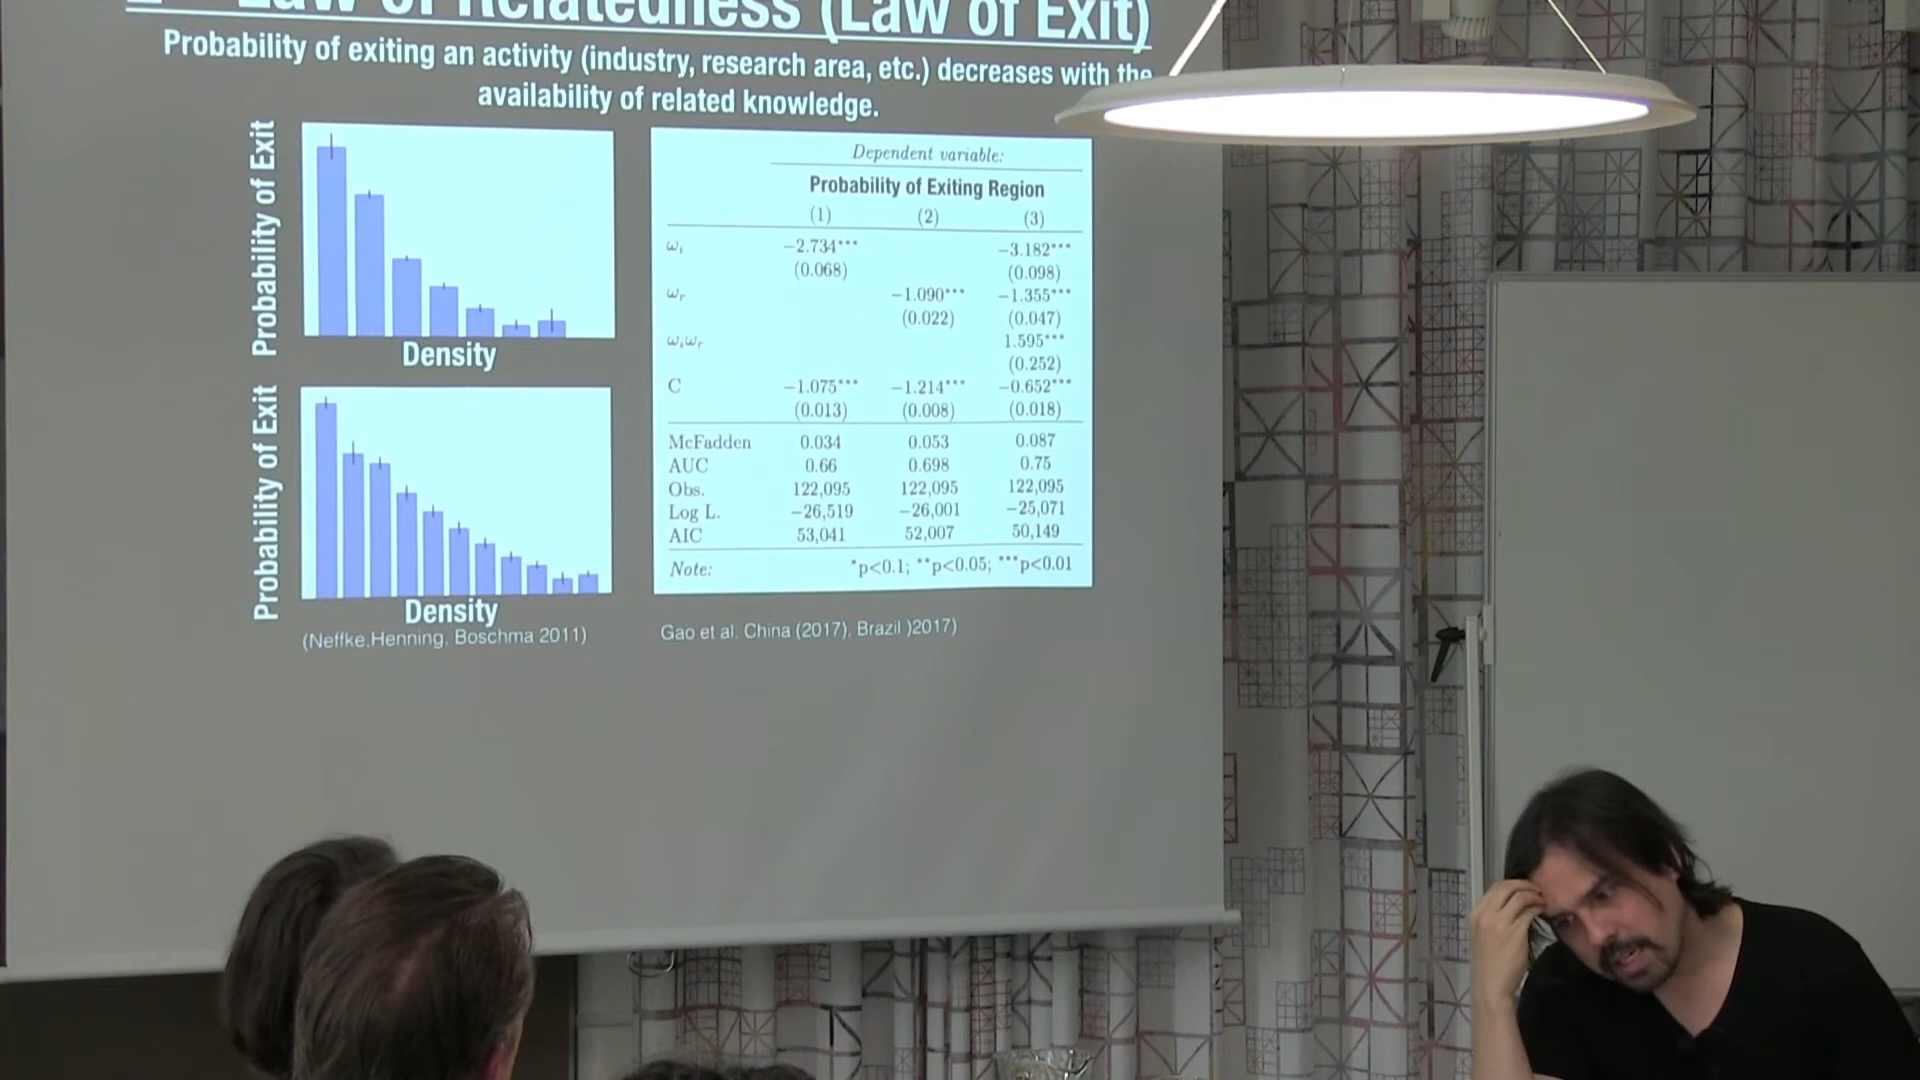 Law of Relatedness (Law of Exit)
Probability of exiting an activity (industry, research area, etc.) decreases with the
availability of related knowledge.
Probability of Exit
Density
Probability of Exit
Density
(Neffke,Henning, Boschma 2011)
Dependent variable:
Probability of Exiting Region
(1) (2) (3)
ωi −2.734*** −3.182***
(0.068) (0.098)
ωr −1.090*** −1.355***
(0.022) (0.047)
ωiωr 1.595***
(0.252)
C −1.075*** −1.214*** −0.652***
(0.013) (0.008) (0.018)
McFadden 0.034 0.053 0.087
AUC 0.66 0.698 0.75
Obs. 122,095 122,095 122,095
Log L. −26,519 −26,001 −25,071
AIC 53,041 52,007 50,149
Note: *p<0.1; **p<0.05; ***p<0.01
Gao et al. China (2017), Brazil )2017)